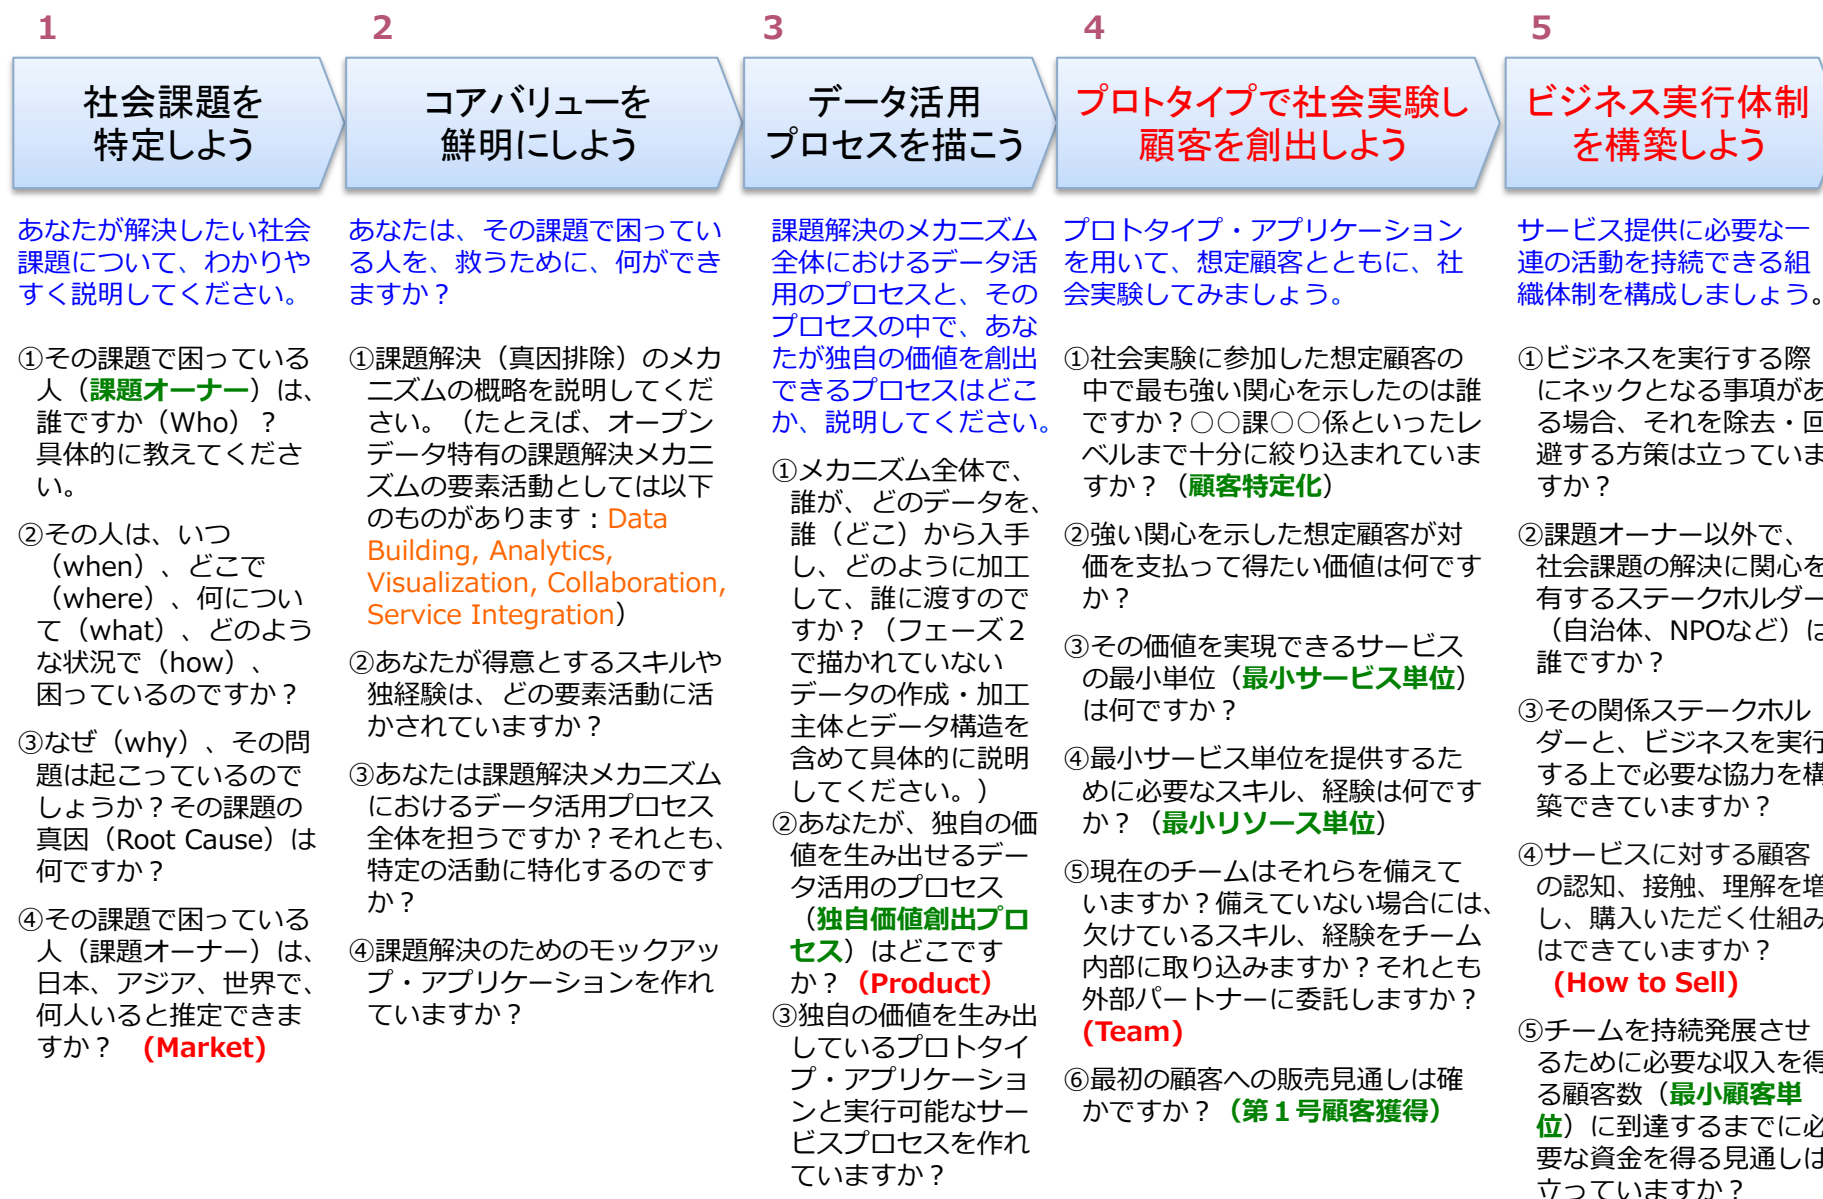 1
社会課題を
特定しよう
あなたが解決したい社会
課題について、わかりや
すく説明してください。
①その課題で困っている
人（課題オーナー）は、
誰ですか（Who）？
具体的に教えてくださ
い。
②その人は、いつ
（when）、どこで
（where）、何につい
て（what）、どのよう
な状況で（how）、
困っているのですか？
③なぜ（why）、その問
題は起こっているので
しょうか？その課題の
真因（Root Cause）は
何ですか？
④その課題で困っている
人（課題オーナー）は、
日本、アジア、世界で、
何人いると推定できま
すか？ (Market)
2
コアバリューを
鮮明にしよう
あなたは、その課題で困ってい
る人を、救うために、何ができ
ますか？
①課題解決（真因排除）のメカ
ニズムの概略を説明してくだ
さい。（たとえば、オープン
データ特有の課題解決メカニ
ズムの要素活動としては以下
のものがあります：Data
Building, Analytics,
Visualization, Collaboration,
Service Integration）
②あなたが得意とするスキルや
独経験は、どの要素活動に活
かされていますか？
③あなたは課題解決メカニズム
におけるデータ活用プロセス
全体を担うですか？それとも、
特定の活動に特化するのです
か？
④課題解決のためのモックアッ
プ・アプリケーションを作れ
ていますか？
3
データ活用
プロセスを描こう
課題解決のメカニズム
全体におけるデータ活
用のプロセスと、その
プロセスの中で、あな
たが独自の価値を創出
できるプロセスはどこ
か、説明してください。
①メカニズム全体で、
誰が、どのデータを、
誰（どこ）から入手
し、どのように加工
して、誰に渡すので
すか？（フェーズ２
で描かれていない
データの作成・加工
主体とデータ構造を
含めて具体的に説明
してください。）
②あなたが、独自の価
値を生み出せるデー
タ活用のプロセス
（独自価値創出プロ
セス）はどこです
か？（Product）
③独自の価値を生み出
しているプロトタイ
プ・アプリケーショ
ンと実行可能なサー
ビスプロセスを作れ
ていますか？
4
プロトタイプで社会実験し
顧客を創出しよう
プロトタイプ・アプリケーション
を用いて、想定顧客とともに、社
会実験してみましょう。
①社会実験に参加した想定顧客の
中で最も強い関心を示したのは誰
ですか？○○課○○係といったレ
ベルまで十分に絞り込まれていま
すか？（顧客特定化）
②強い関心を示した想定顧客が対
価を支払って得たい価値は何です
か？
③その価値を実現できるサービス
の最小単位（最小サービス単位）
は何ですか？
④最小サービス単位を提供するた
めに必要なスキル、経験は何です
か？（最小リソース単位）
⑤現在のチームはそれらを備えて
いますか？備えていない場合には、
欠けているスキル、経験をチーム
内部に取り込みますか？それとも
外部パートナーに委託しますか？
(Team)
⑥最初の顧客への販売見通しは確
かですか？（第１号顧客獲得）
5
ビジネス実行体制
を構築しよう
サービス提供に必要な一
連の活動を持続できる組
織体制を構成しましょう。
①ビジネスを実行する際
にネックとなる事項があ
る場合、それを除去・回
避する方策は立っていま
すか？
②課題オーナー以外で、
社会課題の解決に関心を
有するステークホルダー
（自治体、NPOなど）は
誰ですか？
③その関係ステークホル
ダーと、ビジネスを実行
する上で必要な協力を構
築できていますか？
④サービスに対する顧客
の認知、接触、理解を増
し、購入いただく仕組み
はできていますか？
(How to Sell)
⑤チームを持続発展させ
るために必要な収入を得
る顧客数（最小顧客単
位）に到達するまでに必
要な資金を得る見通しは
立っていますか？